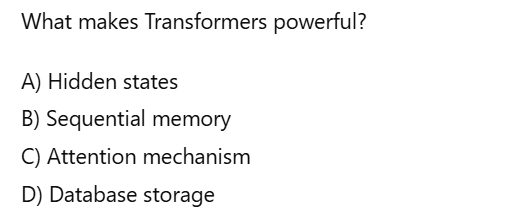 What makes Transformers powerful?
A) Hidden states
B) Sequential memory
C) Attention mechanism
D) Database storage